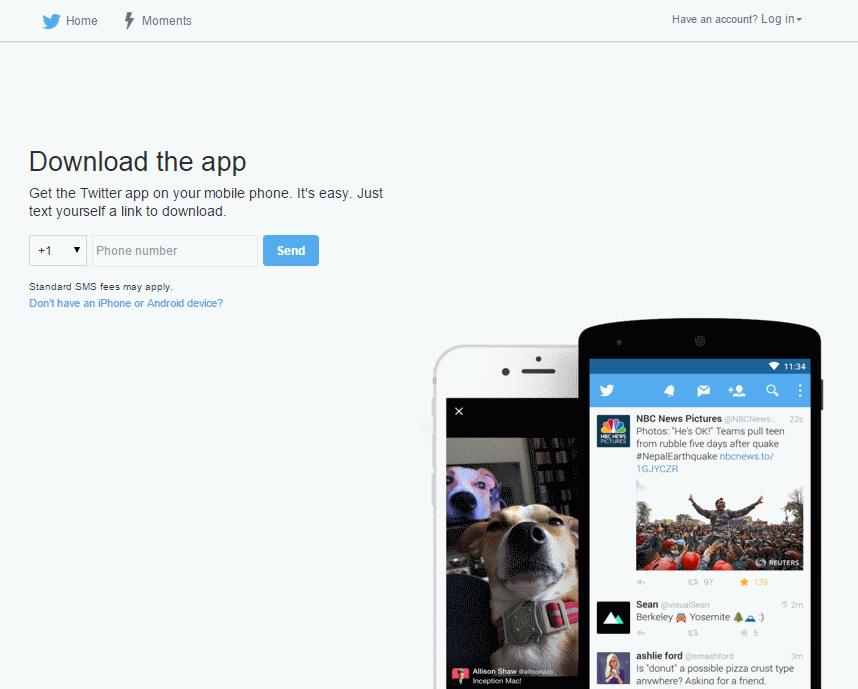 Home
Moments
Have an account? Log in
Download the app
Get the Twitter app on your mobile phone. It's easy. Just
text yourself a link to download.
+1
Phone number
Send
Standard SMS fees may apply.
Don't have an iPhone or Android device?
11:34
NBC News Pictures @NBCNews... 22s
Photos: "He's OK!" Teams pull teen
from rubble five days after quake
#NepalEarthquake nbcnews.to/
1GJYCZR
NBC NEWS
PICTURES
REUTERS
97
139
Sean @visualSean 2m
Berkeley 🚘 Yosemite 🌲🗻 :)
5
ashlie ford @smashford 3m
Is "donut" a possible pizza crust type
anywhere? Asking for a friend.
Allison Shaw @allisonaos
Inception Mac!